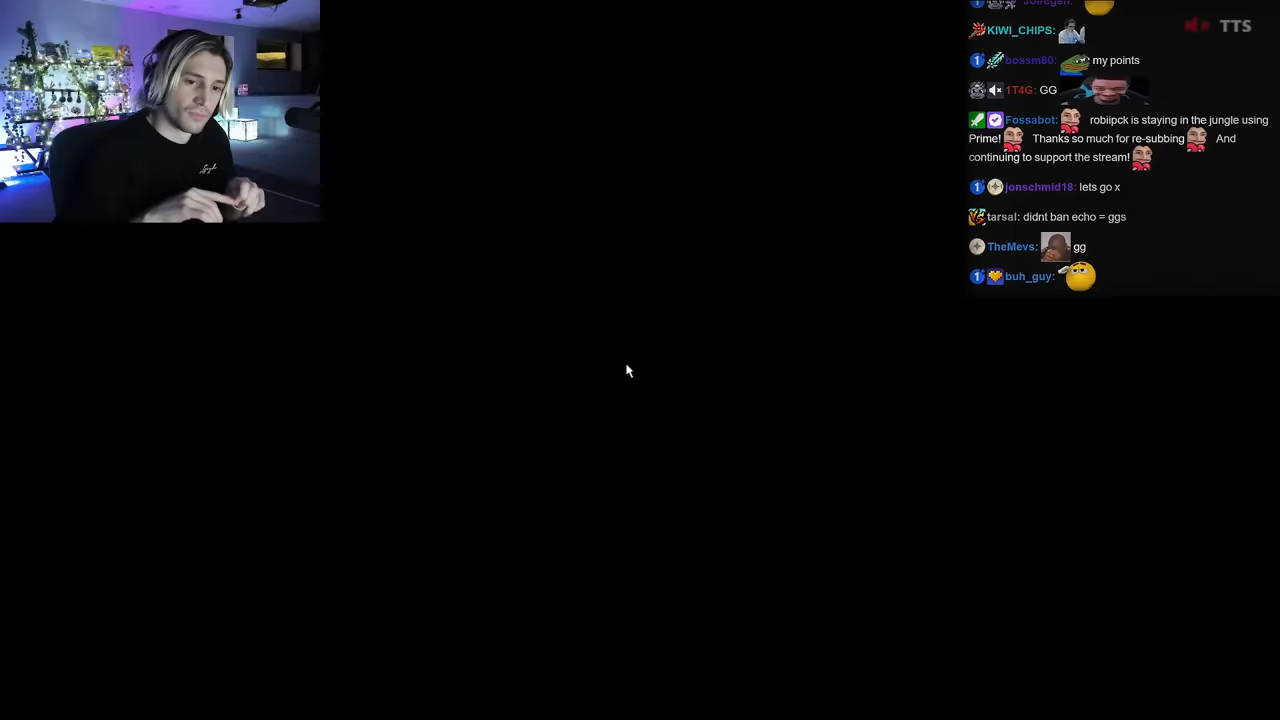 TTS
KIWI_CHIPS:
bossm80: my points
1T4G: GG
Fossabot: robiipck is staying in the jungle using
Prime! Thanks so much for re-subbing And
continuing to support the stream!
jonschmid18: lets go x
tarsal: didnt ban echo = ggs
TheMevs: gg
buh_guy: